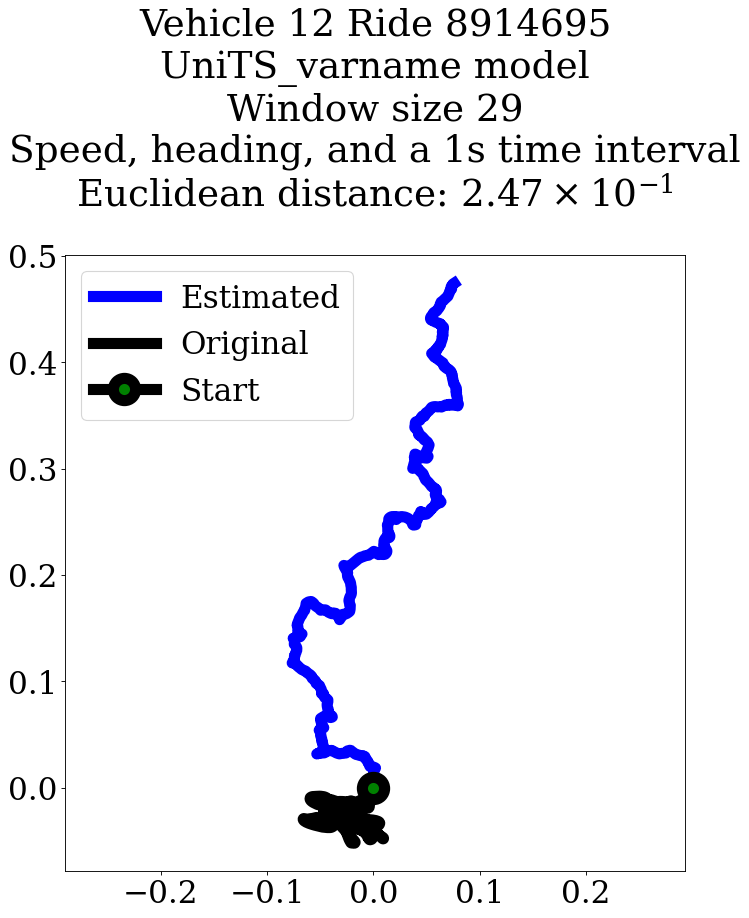 Vehicle 12 Ride 8914695
UniTS_varname model
Window size 29
Speed, heading, and a 1s time interval
Euclidean distance: 2.47 × 10⁻¹
0.5
0.4
0.3
0.2
0.1
0.0
Estimated
Original
Start
−0.2
−0.1
0.0
0.1
0.2